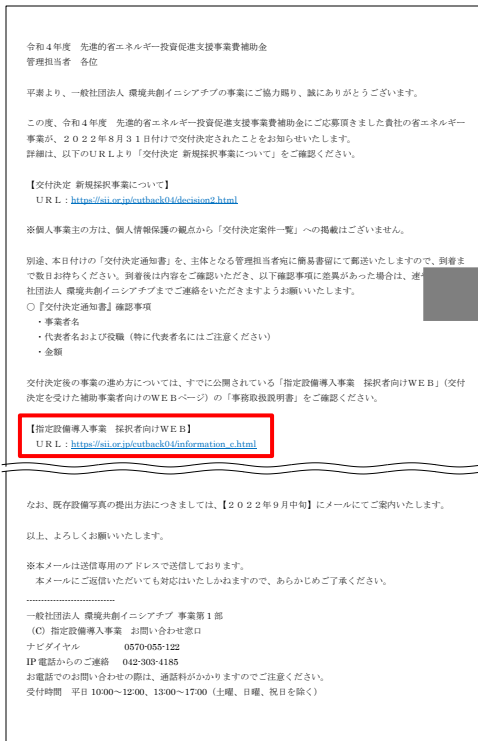 令和4年度　先進的省エネルギー投資促進支援事業費補助金
管理担当者　各位
平素より、一般社団法人 環境共創イニシアチブの事業にご協力賜り、誠にありがとうございます。
この度、令和4年度　先進的省エネルギー投資促進支援事業費補助金にご応募頂きました貴社の省エネルギー
事業が、２０２２年８月３１日付けで交付決定されたことをお知らせいたします。
詳細は、以下のＵＲＬより「交付決定 新規採択事業について」をご確認ください。
【交付決定 新規採択事業について】
ＵＲＬ：https://sii.or.jp/cutback04/decision2.html
※個人事業主の方は、個人情報保護の観点から「交付決定案件一覧」への掲載はございません。
別途、本日付けの「交付決定通知書」を、主体となる管理担当者宛に簡易書留にて郵送いたしますので、到着ま
で数日お待ちください。到着後は内容をご確認いただき、以下確認事項に差異があった場合は、速
社団法人 環境共創イニシアチブまでご連絡をいただきますようお願いいたします。
○『交付決定通知書』確認事項
・事業者名
・代表者名および役職（特に代表者名にはご注意ください）
・金額
交付決定後の事業の進め方については、すでに公開されている「指定設備導入事業　採択者向けＷＥＢ」（交付
決定を受けた補助事業者向けのＷＥＢページ）の「事務取扱説明書」をご確認ください。
【指定設備導入事業　採択者向けＷＥＢ】
ＵＲＬ：https://sii.or.jp/cutback04/information_c.html
なお、既存設備写真の提出方法につきましては、【２０２２年９月中旬】にメールにてご案内いたします。
以上、よろしくお願いいたします。
※本メールは送信専用のアドレスで送信しております。
本メールにご返信いただいても対応はいたしかねますので、あらかじめご了承ください。
------------------------------
一般社団法人 環境共創イニシアチブ 事業第１部
（C）指定設備導入事業　お問い合わせ窓口
ナビダイヤル　0570-055-122
IP電話からのご連絡　042-303-4185
お電話でのお問い合わせの際は、通話料がかかりますのでご注意ください。
受付時間　平日 10:00～12:00、13:00～17:00（土曜、日曜、祝日を除く）